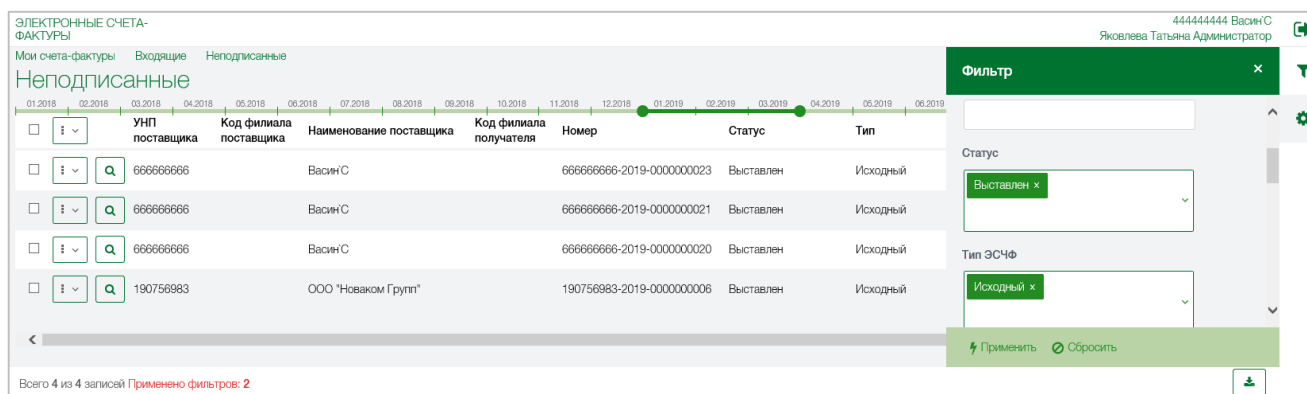 ЭЛЕКТРОННЫЕ СЧЕТА-
ФАКТУРЫ
444444444 Васин'С
Яковлева Татьяна Администратор
Мои счета-фактуры Входящие Неподписанные
Неподписанные
01.2018 02.2018 03.2018 04.2018 05.2018 06.2018 07.2018 08.2018 09.2018 10.2018 11.2018 12.2018 01.2019 02.2019 03.2019 04.2019 05.2019 06.2019
УНП поставщика Код филиала поставщика Наименование поставщика Код филиала получателя Номер Статус Тип
666666666 Васин'С 666666666-2019-0000000023 Выставлен Исходный
666666666 Васин'С 666666666-2019-0000000021 Выставлен Исходный
666666666 Васин'С 666666666-2019-0000000020 Выставлен Исходный
190756983 ООО "Новаком Групп" 190756983-2019-0000000006 Выставлен Исходный
Всего 4 из 4 записей Применено фильтров: 2
Фильтр ×
Статус
Выставлен ×
Тип ЭСЧФ
Исходный ×
Применить Сбросить